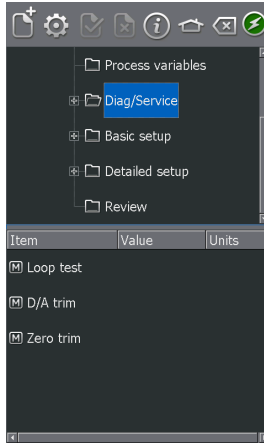 Process variables
Diag/Service
Basic setup
Detailed setup
Review
Item Value Units
M Loop test
M D/A trim
M Zero trim